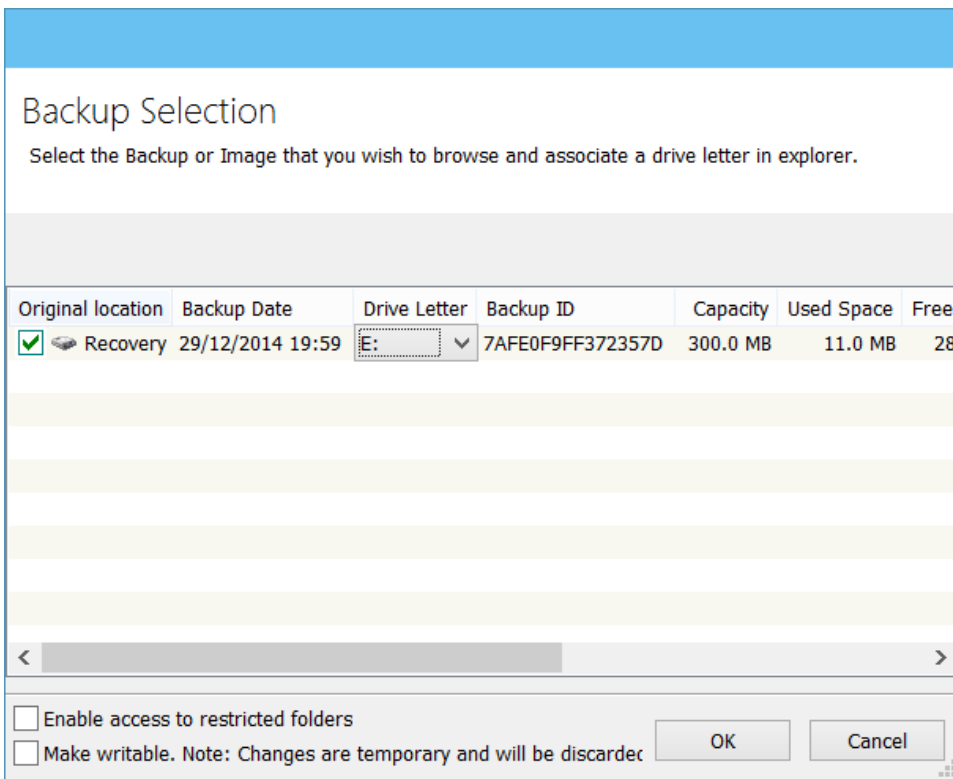 Backup Selection
Select the Backup or Image that you wish to browse and associate a drive letter in explorer.
Original location Backup Date Drive Letter Backup ID Capacity Used Space Free
Recovery 29/12/2014 19:59 E: 7AFE0F9FF372357D 300.0 MB 11.0 MB 28
Enable access to restricted folders
Make writable. Note: Changes are temporary and will be discarded
OK Cancel